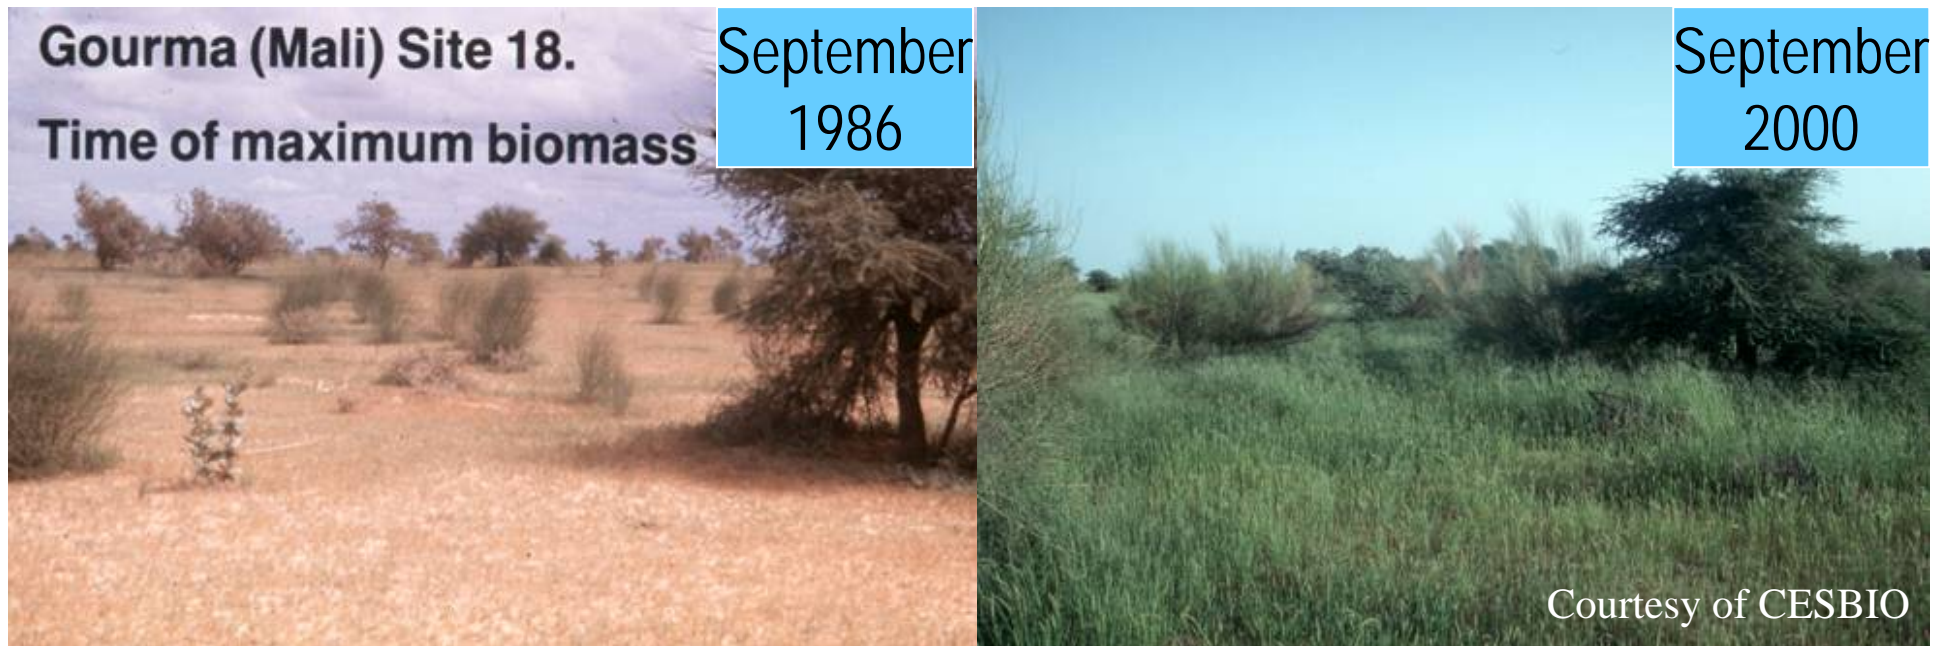 Gourma (Mali) Site 18.
Time of maximum biomass
September
1986
September
2000
Courtesy of CESBIO